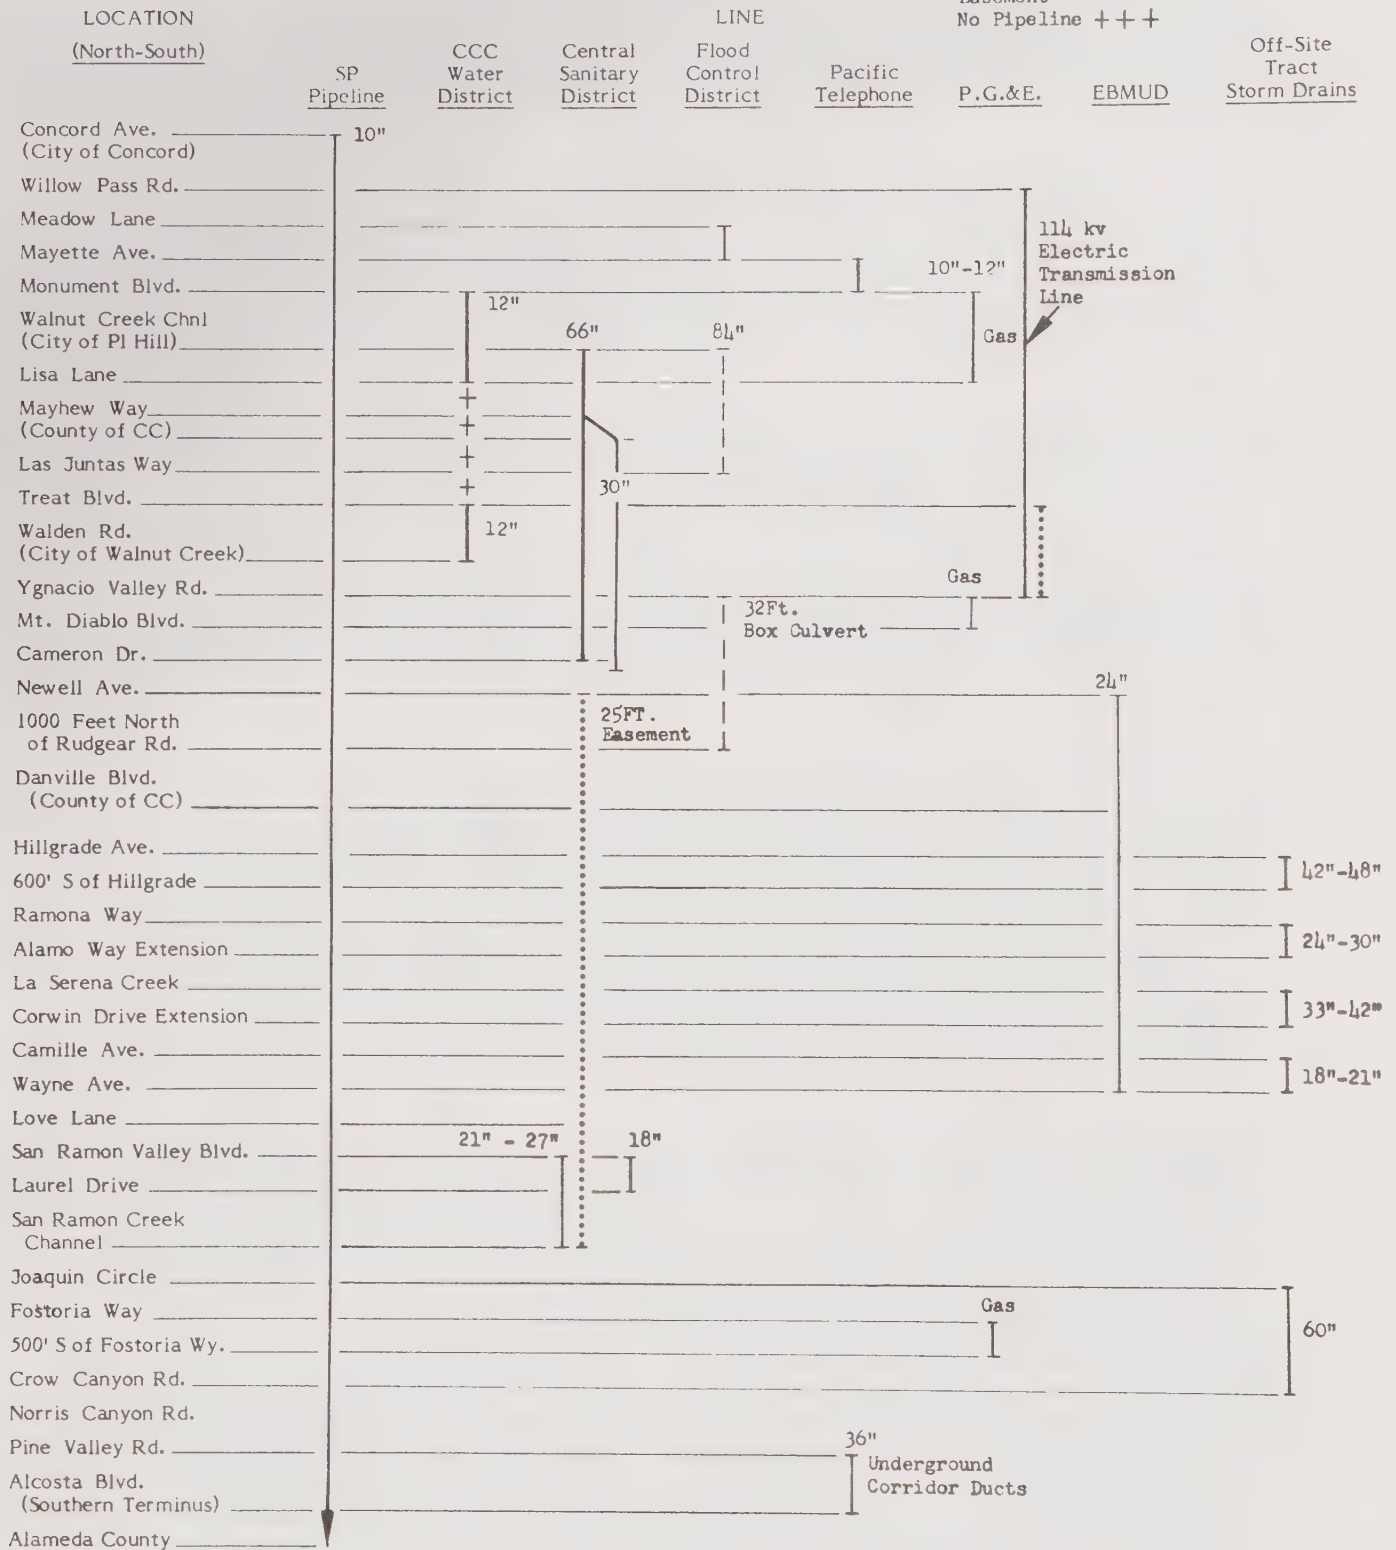 Easement
LOCATION LINE No Pipeline +++
(North-South)
SP Pipeline
CCC Water District
Central Sanitary District
Flood Control District
Pacific Telephone
P.G.&E.
EBMUD
Off-Site Tract Storm Drains
Concord Ave. 10"
(City of Concord)
Willow Pass Rd.
Meadow Lane
114 kv
Electric
Transmission
Line
Mayette Ave.
10"-12"
Monument Blvd.
12"
Walnut Creek Chnl
(City of Pl Hill)
66" 84" Gas
Lisa Lane
+
+
+
+
Mayhew Way
(County of CC)
Las Juntas Way
30"
Treat Blvd.
Walden Rd. 12"
(City of Walnut Creek)
Ygnacio Valley Rd. Gas
32Ft.
Box Culvert
Mt. Diablo Blvd.
Cameron Dr.
Newell Ave. 24"
25FT.
Easement
1000 Feet North
of Rudgear Rd.
Danville Blvd.
(County of CC)
Hillgrade Ave.
42"-48"
600' S of Hillgrade
Ramona Way
24"-30"
Alamo Way Extension
La Serena Creek
33"-42"
Corwin Drive Extension
Camille Ave.
18"-21"
Wayne Ave.
Love Lane
21" - 27" 18"
San Ramon Valley Blvd.
Laurel Drive
San Ramon Creek
Channel
Joaquin Circle
Fostoria Way Gas
60"
500' S of Fostoria Wy.
Crow Canyon Rd.
Norris Canyon Rd.
Pine Valley Rd. 36"
Underground
Corridor Ducts
Alcosta Blvd.
(Southern Terminus)
Alameda County